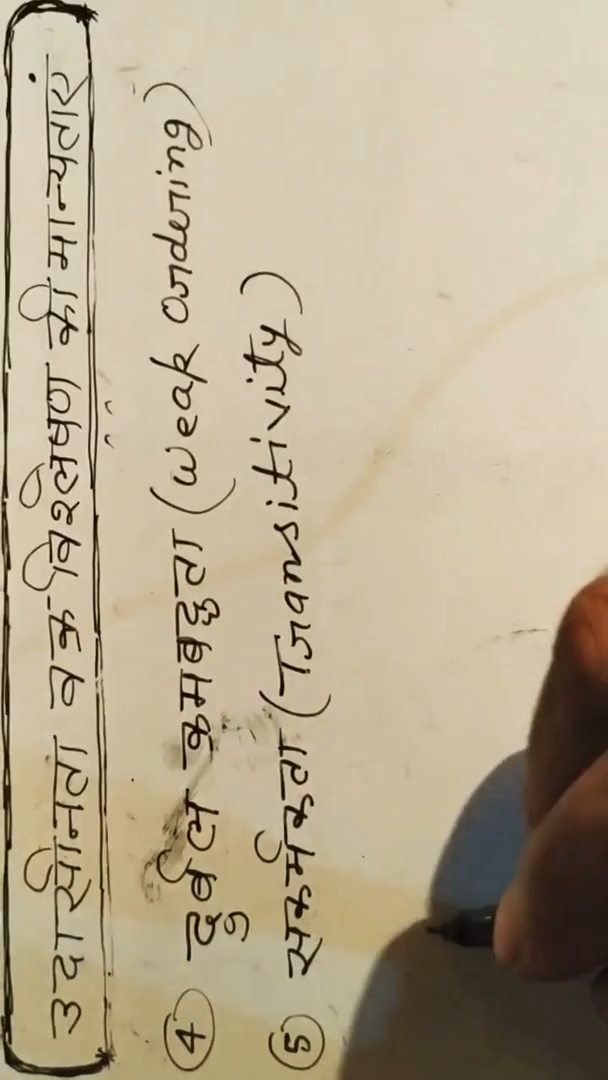 उदासीनता वक्र विश्लेषण की मान्यताएं
④ दुर्बल क्रमबद्धता (Weak ordering)
⑤ सकर्मकता (Transitivity)